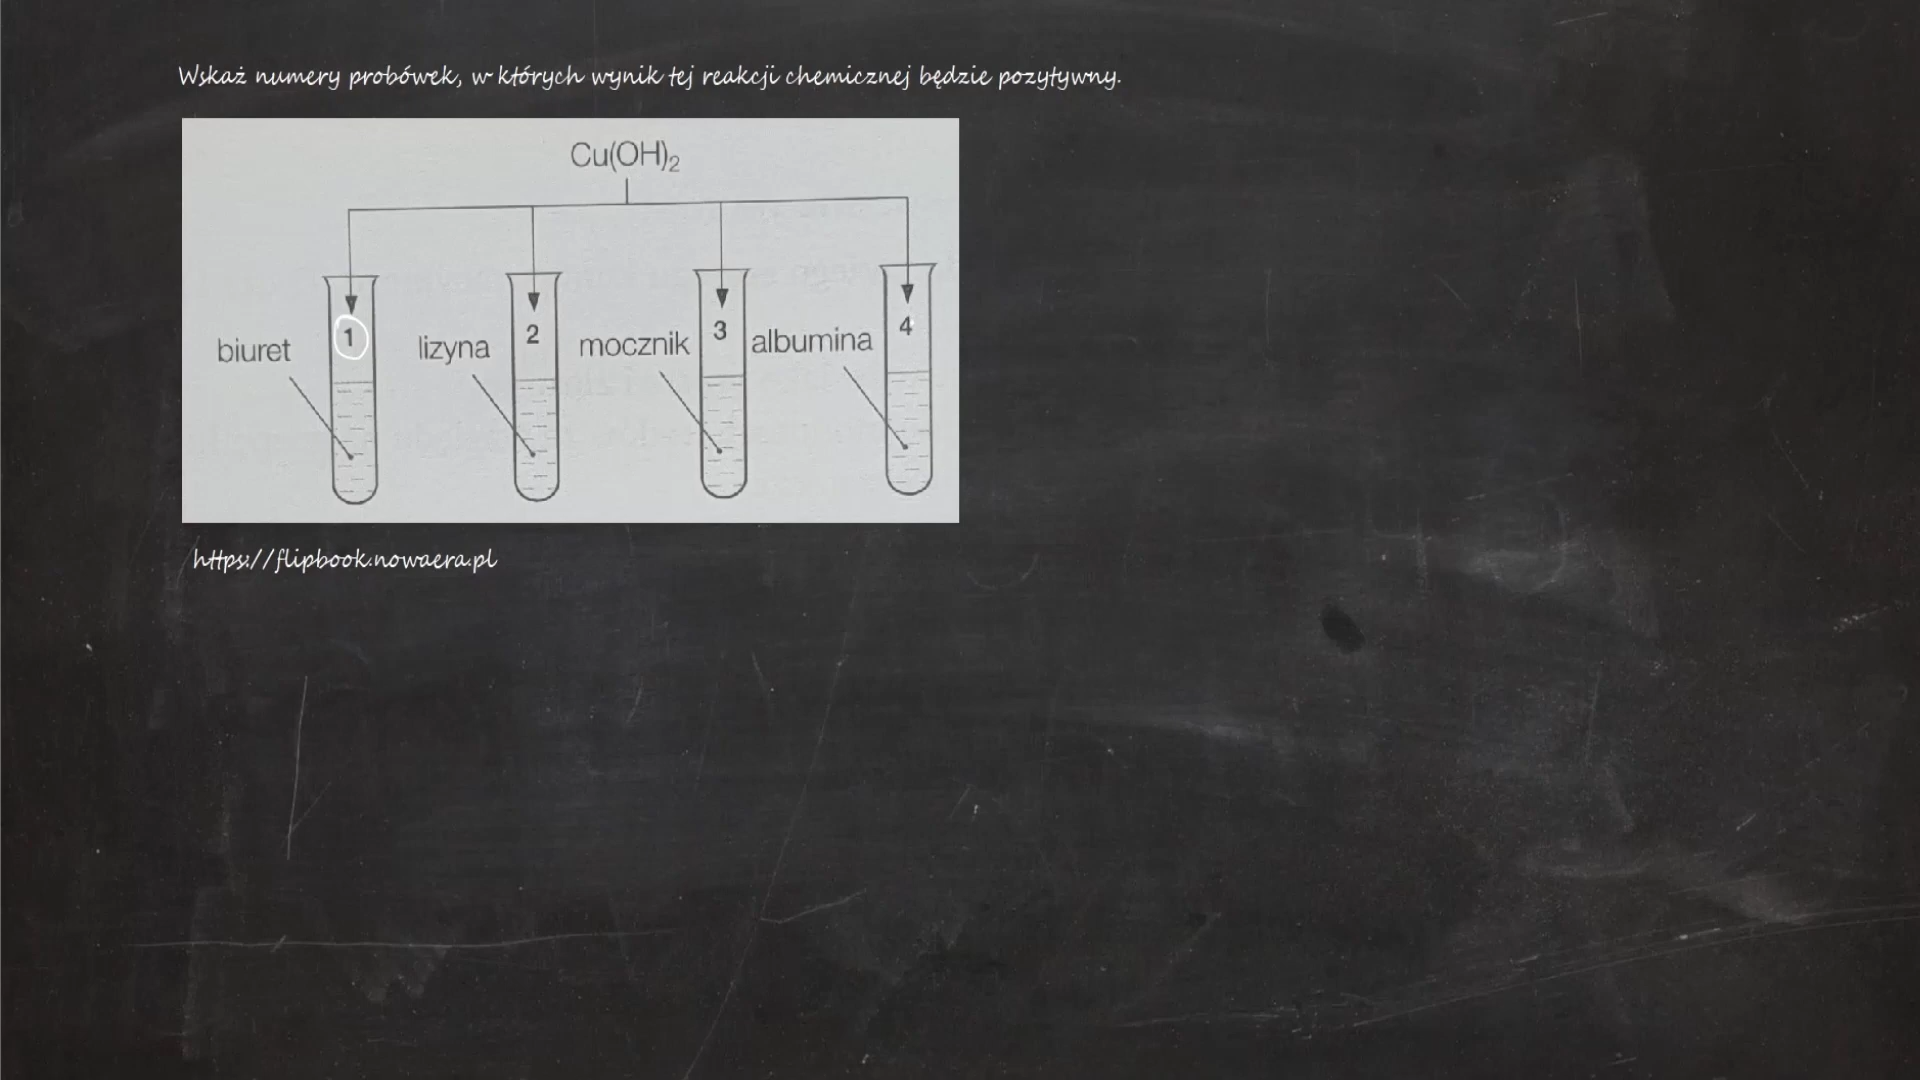 Wskaż numery probówek, w których wynik tej reakcji chemicznej będzie pozytywny.
Cu(OH)₂
1
2
3
4
biuret
lizyna
mocznik
albumina
https://flipbook.nowaera.pl